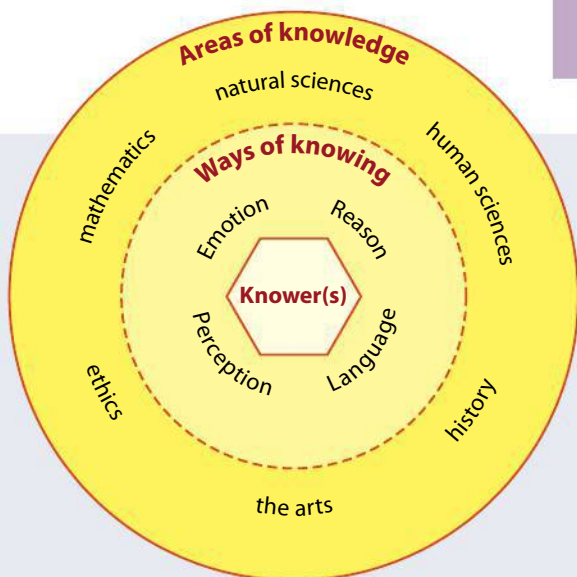 Areas of knowledge
natural sciences
mathematics
human sciences
Ways of knowing
Emotion
Reason
Knower(s)
Perception
Language
ethics
history
the arts